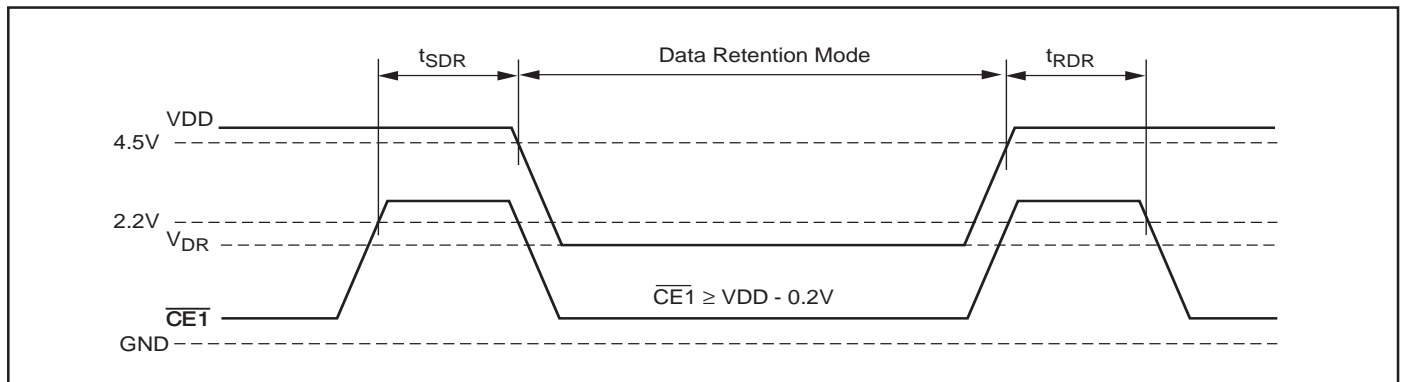 tSDR Data Retention Mode tRDR
VDD
4.5V
2.2V
VDR
CE1 ≥ VDD - 0.2V
CE1
GND